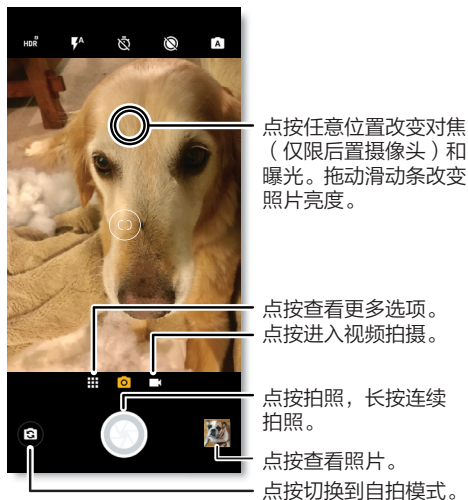 HDR
A
A
点按任意位置改变对焦
（仅限后置摄像头）和
曝光。拖动滑动条改变
照片亮度。
点按查看更多选项。
点按进入视频拍摄。
点按拍照，长按连续
拍照。
点按查看照片。
点按切换到自拍模式。